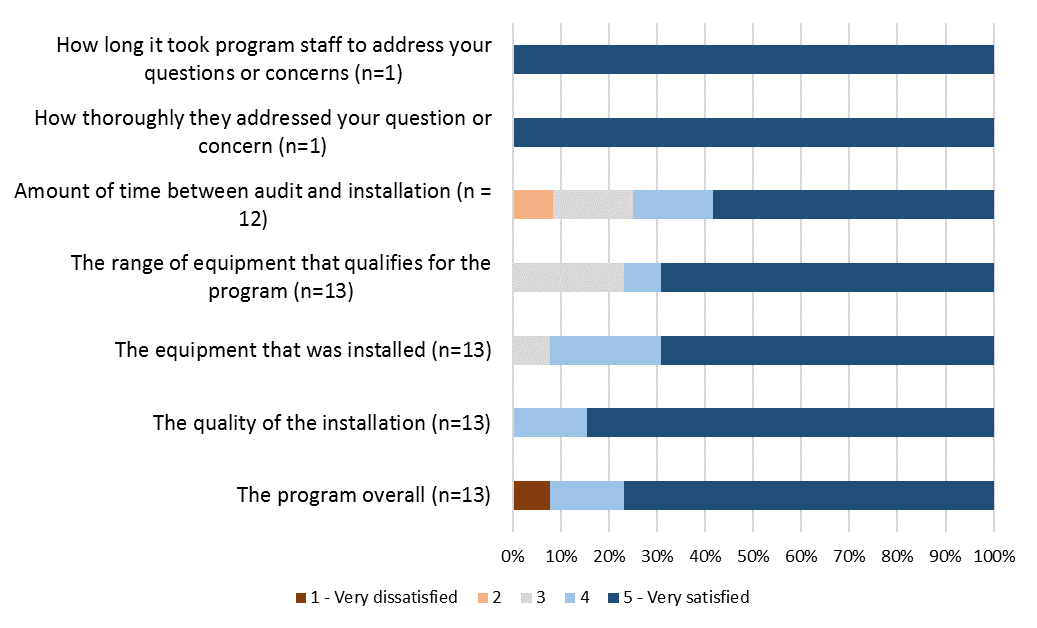 How long it took program staff to address your
questions or concerns (n=1)
How thoroughly they addressed your question or
concern (n=1)
Amount of time between audit and installation (n =
12)
The range of equipment that qualifies for the
program (n=13)
The equipment that was installed (n=13)
The quality of the installation (n=13)
The program overall (n=13)
0% 10% 20% 30% 40% 50% 60% 70% 80% 90% 100%
1 - Very dissatisfied 2 3 4 5 - Very satisfied